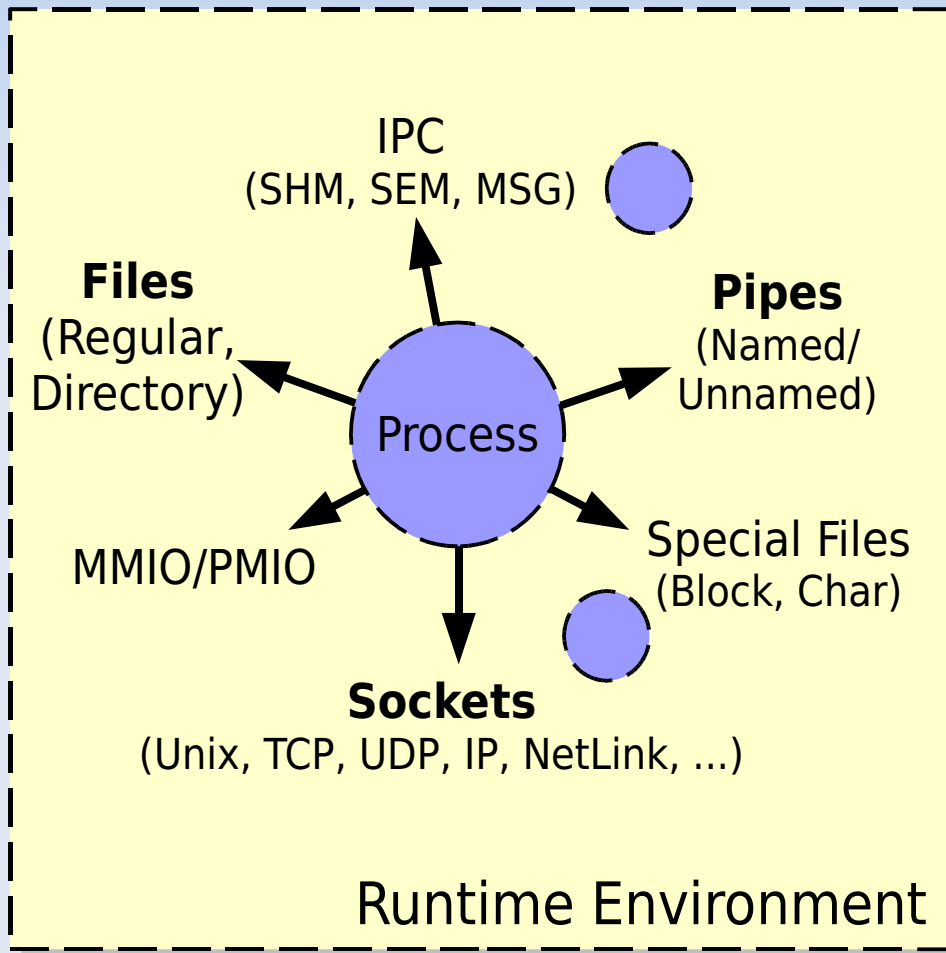 IPC
(SHM, SEM, MSG)
Files
(Regular,
Directory)
Pipes
(Named/
Unnamed)
Process
MMIO/PMIO
Special Files
(Block, Char)
Sockets
(Unix, TCP, UDP, IP, NetLink, ...)
Runtime Environment